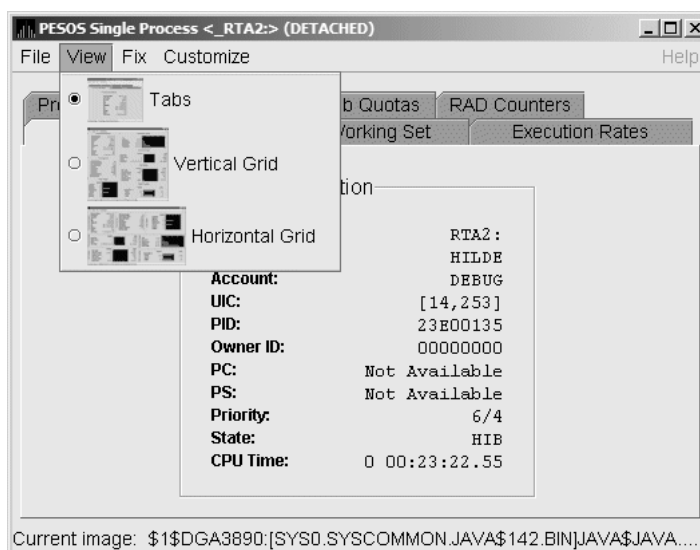 PESOS Single Process <_RTA2:> (DETACHED)
File View Fix Customize Help
Tabs
Vertical Grid
Horizontal Grid
Pr b Quotas RAD Counters
orking Set Execution Rates
tion
RTA2:
HILDE
Account: DEBUG
UIC: [14,253]
PID: 23E00135
Owner ID: 00000000
PC: Not Available
PS: Not Available
Priority: 6/4
State: HIB
CPU Time: 0 00:23:22.55
Current image: $1$DGA3890:[SYS0.SYSCOMMON.JAVA$142.BIN]JAVA$JAVA....